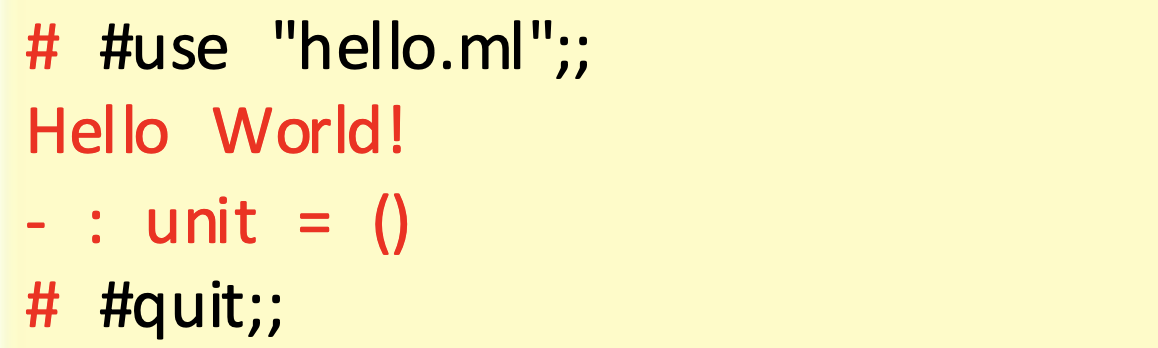 # #use "hello.ml";;
Hello World!
- : unit = ()
# #quit;;